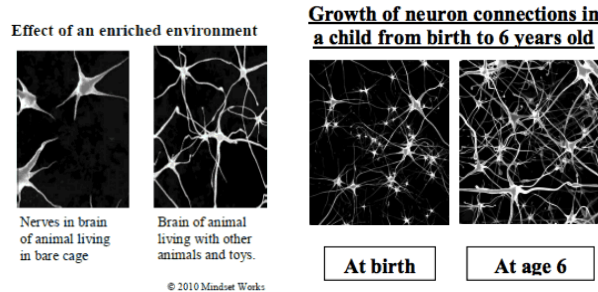 Effect of an enriched environment
Nerves in brain
of animal living
in bare cage
Brain of animal
living with other
animals and toys.
© 2010 Mindset Works
Growth of neuron connections in
a child from birth to 6 years old
At birth
At age 6